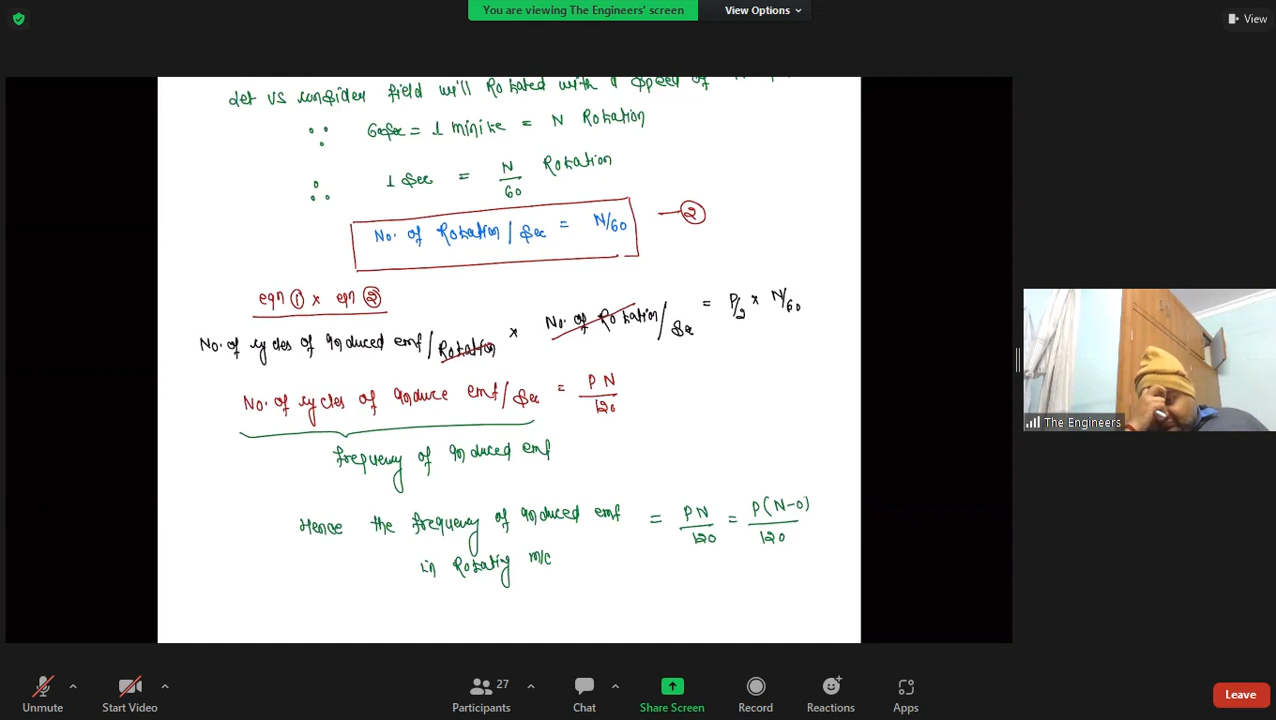 You are viewing The Engineers' screen
View Options
View
Let us consider field will Rotated with a speed of
∴ 60sec = 1 minite = N Rotation
∴ 1 sec = N/60 Rotation
No. of Rotation / sec = N/60 — ②
eqn ① x eqn ②
No. of cycles of induced emf / Rotation x No. of Rotation / sec = P/2 x N/60
No. of cycles of induce emf / sec = PN/120
frequency of induced emf
Hence the frequency of induced emf = PN/120 = P(N-0)/120
in Rotating m/c
The Engineers
Unmute
Start Video
27
Participants
Chat
Share Screen
Record
Reactions
Apps
Leave